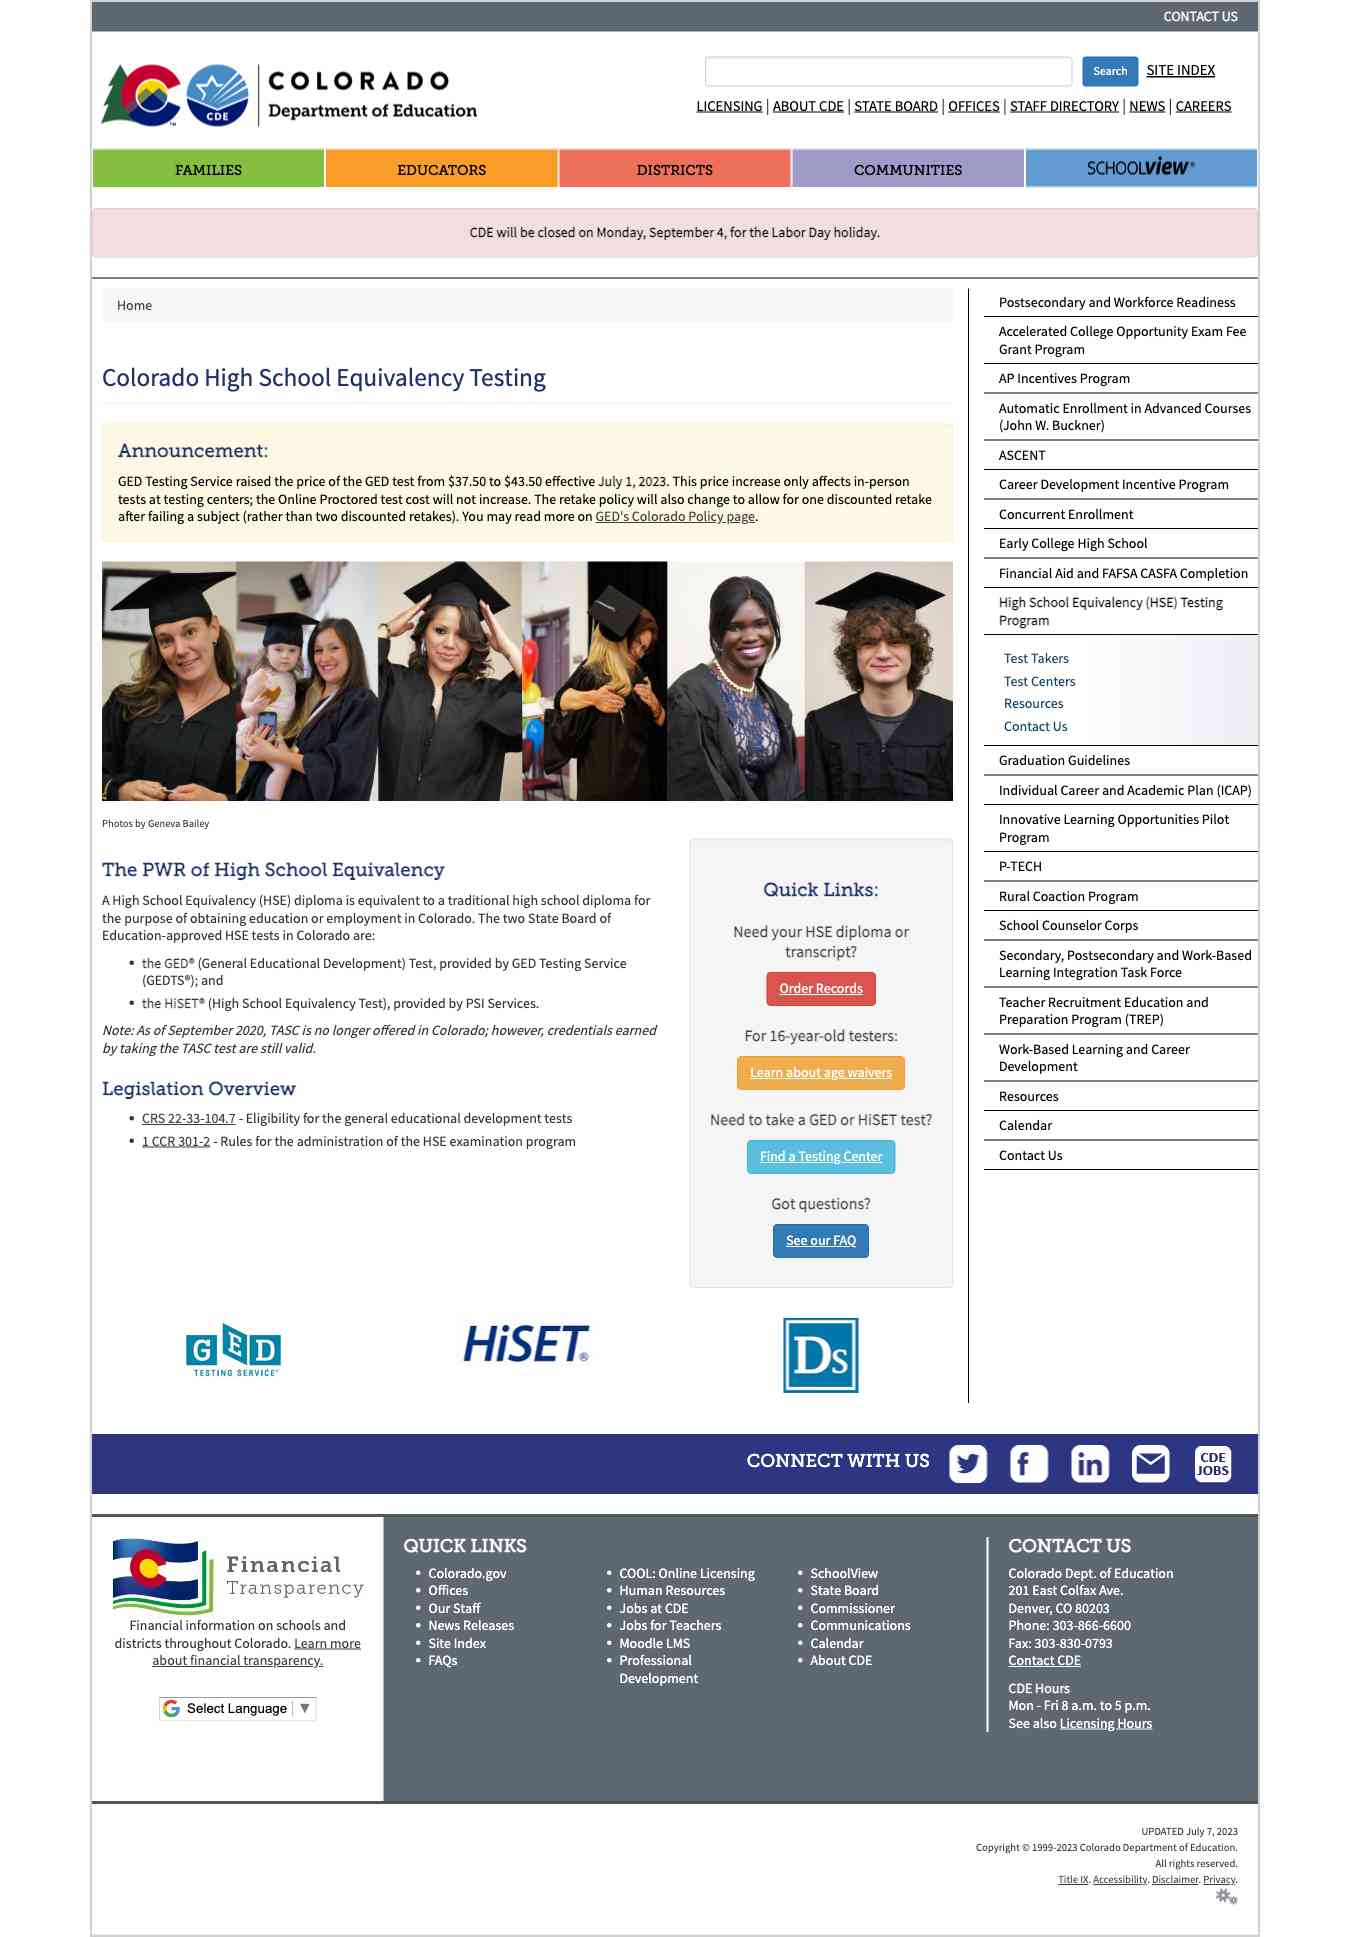 CONTACT US
COLORADO
Department of Education
CDE
TM
Search
SITE INDEX
LICENSING | ABOUT CDE | STATE BOARD | OFFICES | STAFF DIRECTORY | NEWS | CAREERS
FAMILIES
EDUCATORS
DISTRICTS
COMMUNITIES
SCHOOLVIEW®
CDE will be closed on Monday, September 4, for the Labor Day holiday.
Home
Colorado High School Equivalency Testing
Announcement:
GED Testing Service raised the price of the GED test from $37.50 to $43.50 effective July 1, 2023. This price increase only affects in-person
tests at testing centers; the Online Proctored test cost will not increase. The retake policy will also change to allow for one discounted retake
after failing a subject (rather than two discounted retakes). You may read more on GED's Colorado Policy page.
Photos by Geneva Bailey
The PWR of High School Equivalency
A High School Equivalency (HSE) diploma is equivalent to a traditional high school diploma for
the purpose of obtaining education or employment in Colorado. The two State Board of
Education-approved HSE tests in Colorado are:
• the GED® (General Educational Development) Test, provided by GED Testing Service
(GEDTS®); and
• the HiSET® (High School Equivalency Test), provided by PSI Services.
Note: As of September 2020, TASC is no longer offered in Colorado; however, credentials earned
by taking the TASC test are still valid.
Legislation Overview
• CRS 22-33-104.7 - Eligibility for the general educational development tests
• 1 CCR 301-2 - Rules for the administration of the HSE examination program
Quick Links:
Need your HSE diploma or
transcript?
Order Records
For 16-year-old testers:
Learn about age waivers
Need to take a GED or HiSET test?
Find a Testing Center
Got questions?
See our FAQ
GED
TESTING SERVICE®
HiSET®
Ds
Postsecondary and Workforce Readiness
Accelerated College Opportunity Exam Fee
Grant Program
AP Incentives Program
Automatic Enrollment in Advanced Courses
(John W. Buckner)
ASCENT
Career Development Incentive Program
Concurrent Enrollment
Early College High School
Financial Aid and FAFSA CASFA Completion
High School Equivalency (HSE) Testing
Program
Test Takers
Test Centers
Resources
Contact Us
Graduation Guidelines
Individual Career and Academic Plan (ICAP)
Innovative Learning Opportunities Pilot
Program
P-TECH
Rural Coaction Program
School Counselor Corps
Secondary, Postsecondary and Work-Based
Learning Integration Task Force
Teacher Recruitment Education and
Preparation Program (TREP)
Work-Based Learning and Career
Development
Resources
Calendar
Contact Us
CONNECT WITH US
CDE
JOBS
Financial
Transparency
Financial information on schools and
districts throughout Colorado. Learn more
about financial transparency.
Select Language ▼
QUICK LINKS
• Colorado.gov
• Offices
• Our Staff
• News Releases
• Site Index
• FAQs
• COOL: Online Licensing
• Human Resources
• Jobs at CDE
• Jobs for Teachers
• Moodle LMS
• Professional
Development
• SchoolView
• State Board
• Commissioner
• Communications
• Calendar
• About CDE
CONTACT US
Colorado Dept. of Education
201 East Colfax Ave.
Denver, CO 80203
Phone: 303-866-6600
Fax: 303-830-0793
Contact CDE
CDE Hours
Mon - Fri 8 a.m. to 5 p.m.
See also Licensing Hours
UPDATED July 7, 2023
Copyright © 1999-2023 Colorado Department of Education.
All rights reserved.
Title IX. Accessibility. Disclaimer. Privacy.